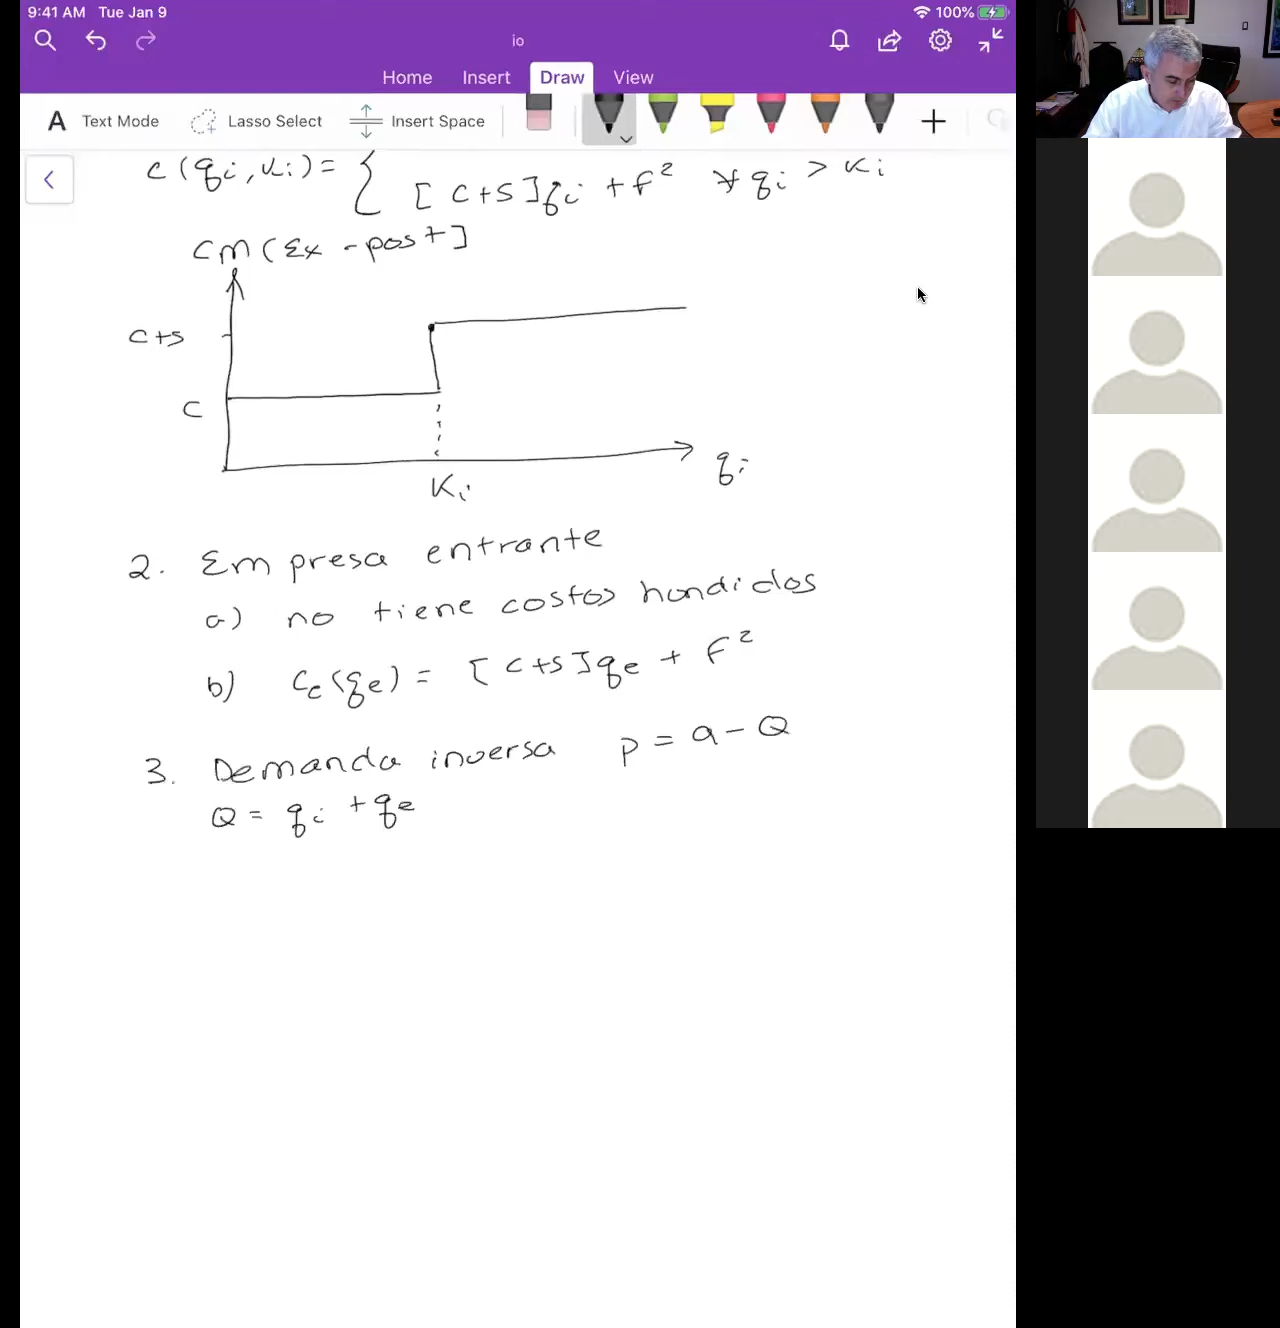 9:41 AM Tue Jan 9
100%
io
Home Insert Draw View
A Text Mode Lasso Select Insert Space
c(qi,Ki)= {
[c+s]qi + f² ∀ qi > Ki
cm(Ex-post]
c+s
c
Ki
qi
2. Empresa entrante
a) no tiene costos hundidos
b) Ce(qe) = [c+s]qe + f²
3. Demanda inversa p = a - Q
Q = qi + qe